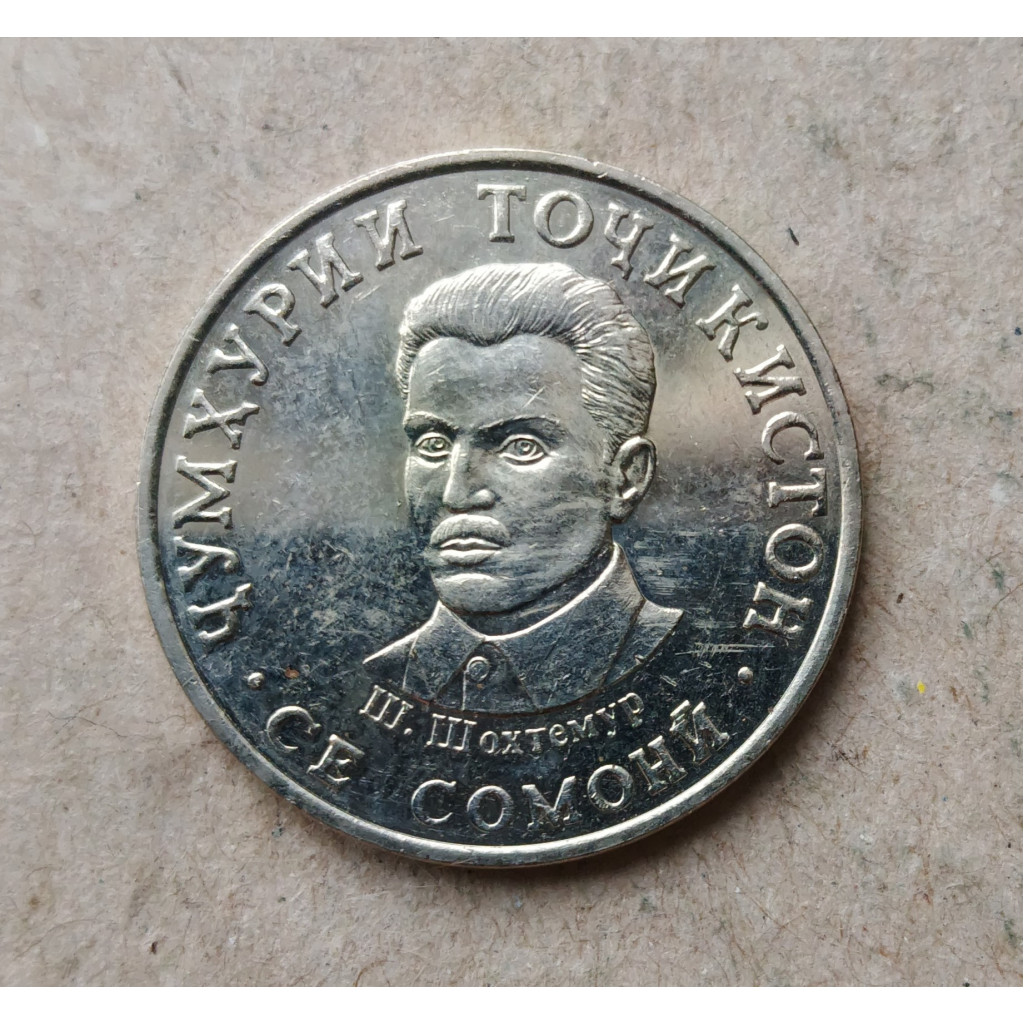 ҶУМҲУРИИ ТОҶИКИСТОН
Ш. Шохтемур
· СЕ СОМОНӢ ·